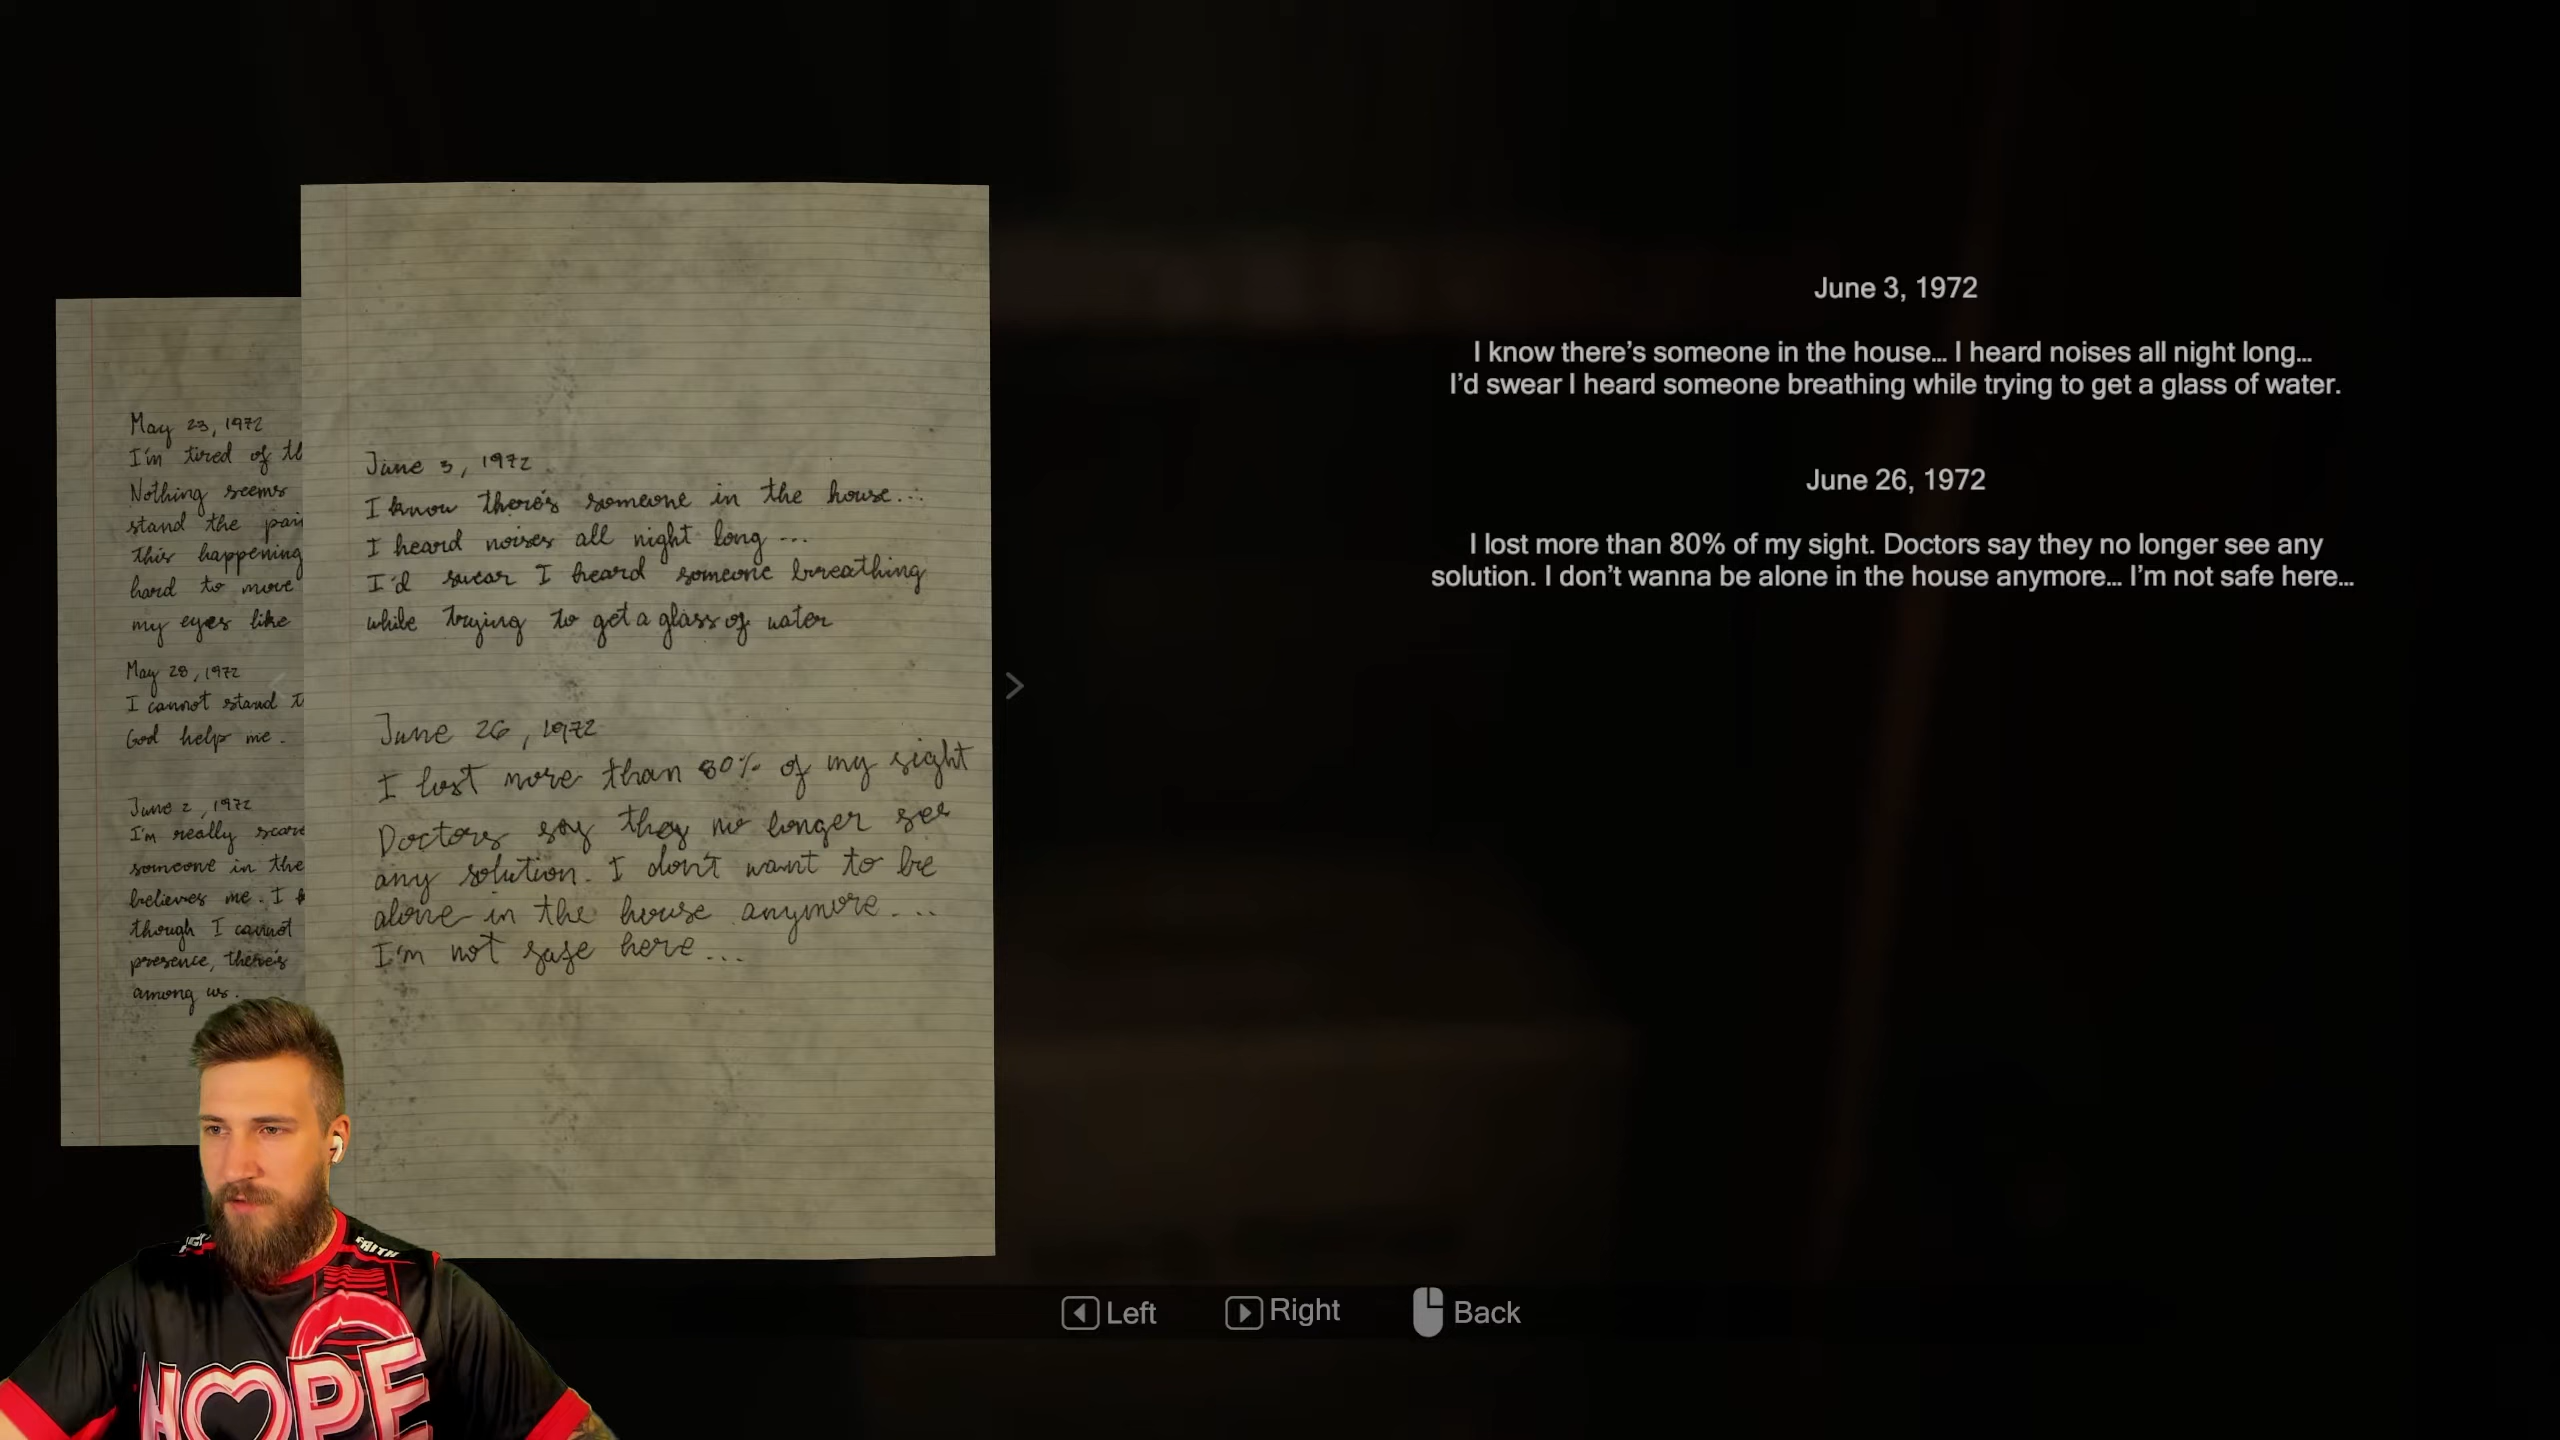 May 23, 1972
I'm tired of th
Nothing seems
stand the pain
this happening
hard to move
my eyes like
May 28, 1972
I cannot stand t
God help me.
June 2, 1972
I'm really scare
someone in the
believes me. I
though I cannot
presence, there's
among us.
June 3, 1972
I know there's someone in the house...
I heard noises all night long...
I'd swear I heard someone breathing
while trying to get a glass of water
June 26, 1972
I lost more than 80% of my sight
Doctors say they no longer see
any solution. I don't want to be
alone in the house anymore...
I'm not safe here...
June 3, 1972
I know there’s someone in the house... I heard noises all night long...
I’d swear I heard someone breathing while trying to get a glass of water.
June 26, 1972
I lost more than 80% of my sight. Doctors say they no longer see any
solution. I don’t wanna be alone in the house anymore... I’m not safe here...
Left Right Back
FAITH
HOPE